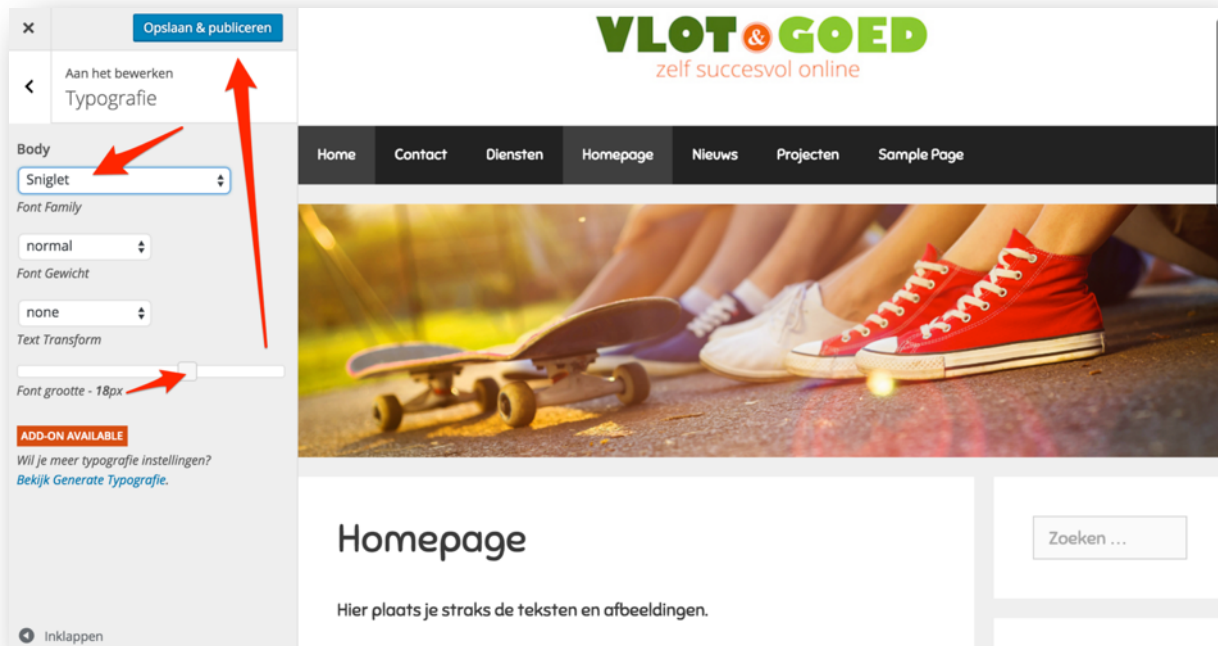 Opslaan & publiceren
Aan het bewerken
Typografie
Body
Sniglet
Font Family
normal
Font Gewicht
none
Text Transform
Font grootte - 18px
ADD-ON AVAILABLE
Wil je meer typografie instellingen?
Bekijk Generate Typografie.
Inklappen
VLOT & GOED
zelf succesvol online
Home Contact Diensten Homepage Nieuws Projecten Sample Page
Homepage
Hier plaats je straks de teksten en afbeeldingen.
Zoeken ...